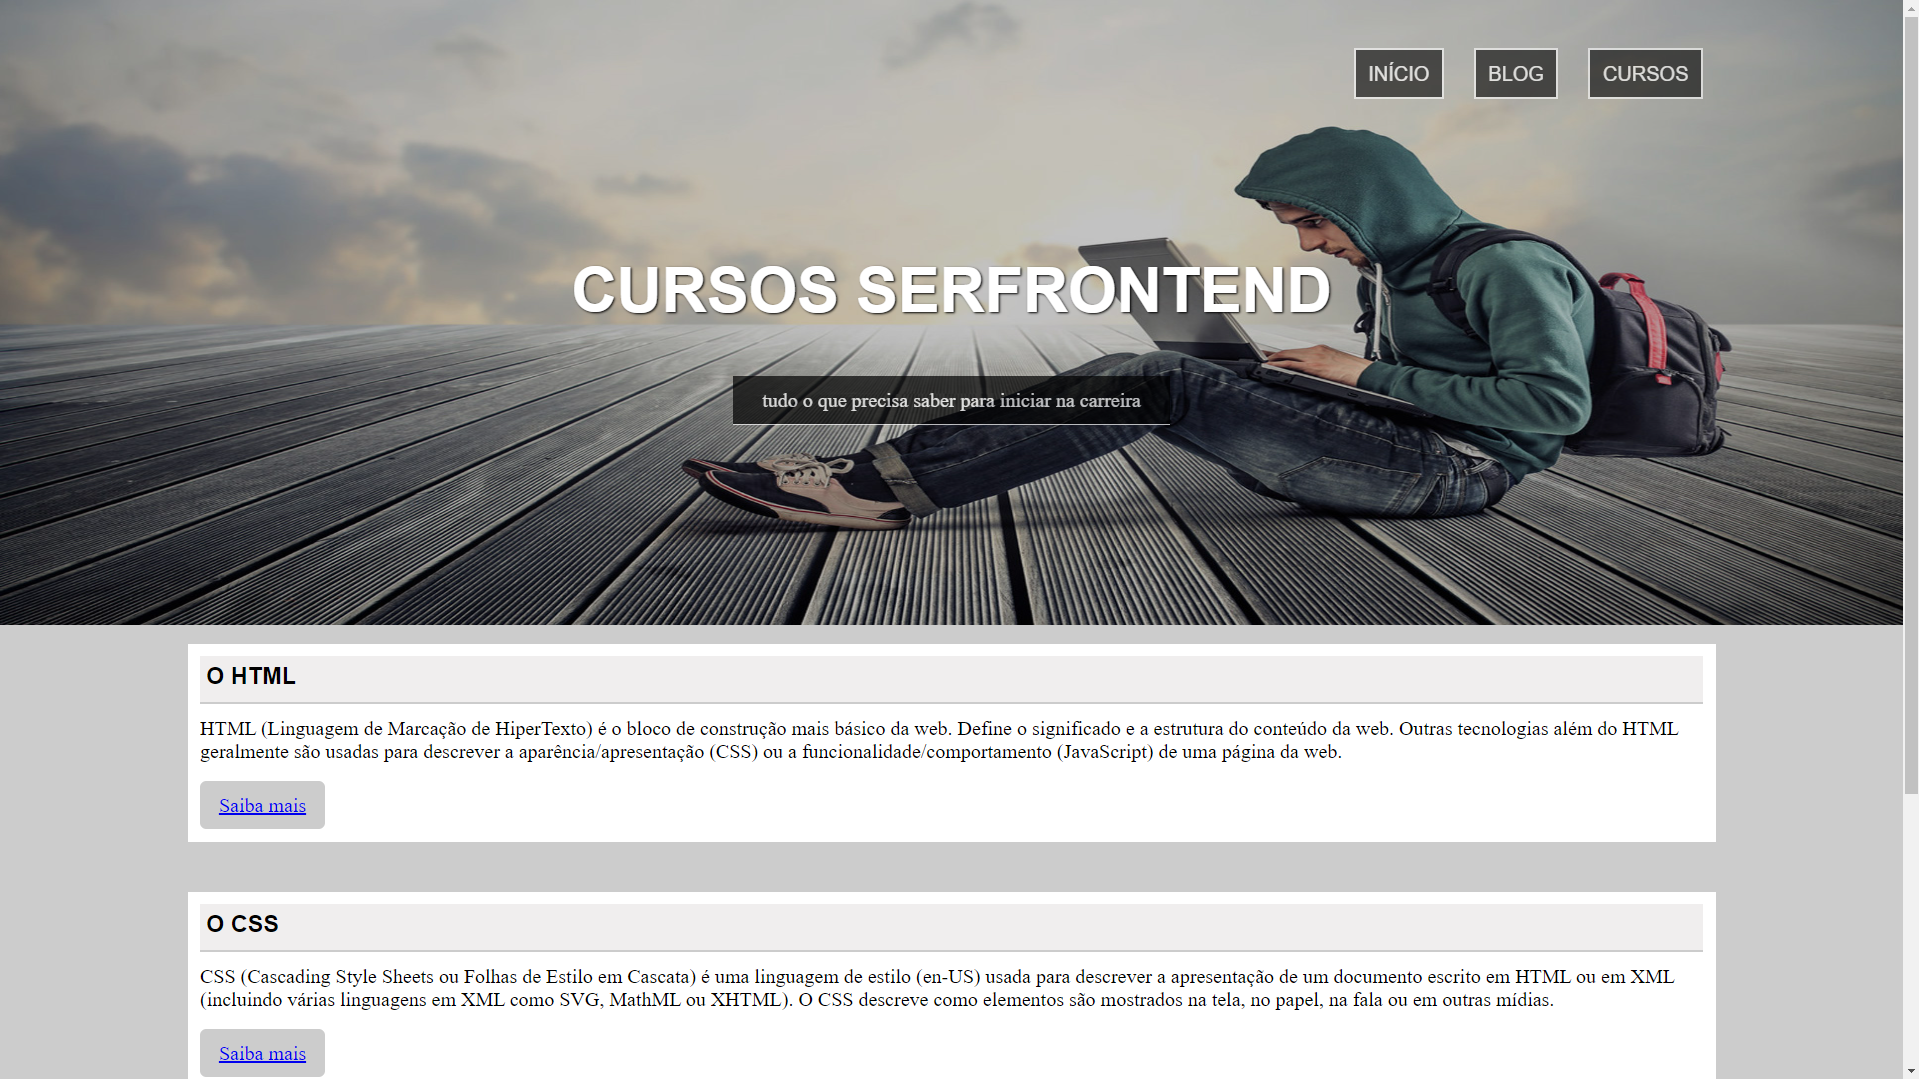 INÍCIO BLOG CURSOS
CURSOS SERFRONTEND
tudo o que precisa saber para iniciar na carreira
O HTML
HTML (Linguagem de Marcação de HiperTexto) é o bloco de construção mais básico da web. Define o significado e a estrutura do conteúdo da web. Outras tecnologias além do HTML
geralmente são usadas para descrever a aparência/apresentação (CSS) ou a funcionalidade/comportamento (JavaScript) de uma página da web.
Saiba mais
O CSS
CSS (Cascading Style Sheets ou Folhas de Estilo em Cascata) é uma linguagem de estilo (en-US) usada para descrever a apresentação de um documento escrito em HTML ou em XML
(incluindo várias linguagens em XML como SVG, MathML ou XHTML). O CSS descreve como elementos são mostrados na tela, no papel, na fala ou em outras mídias.
Saiba mais